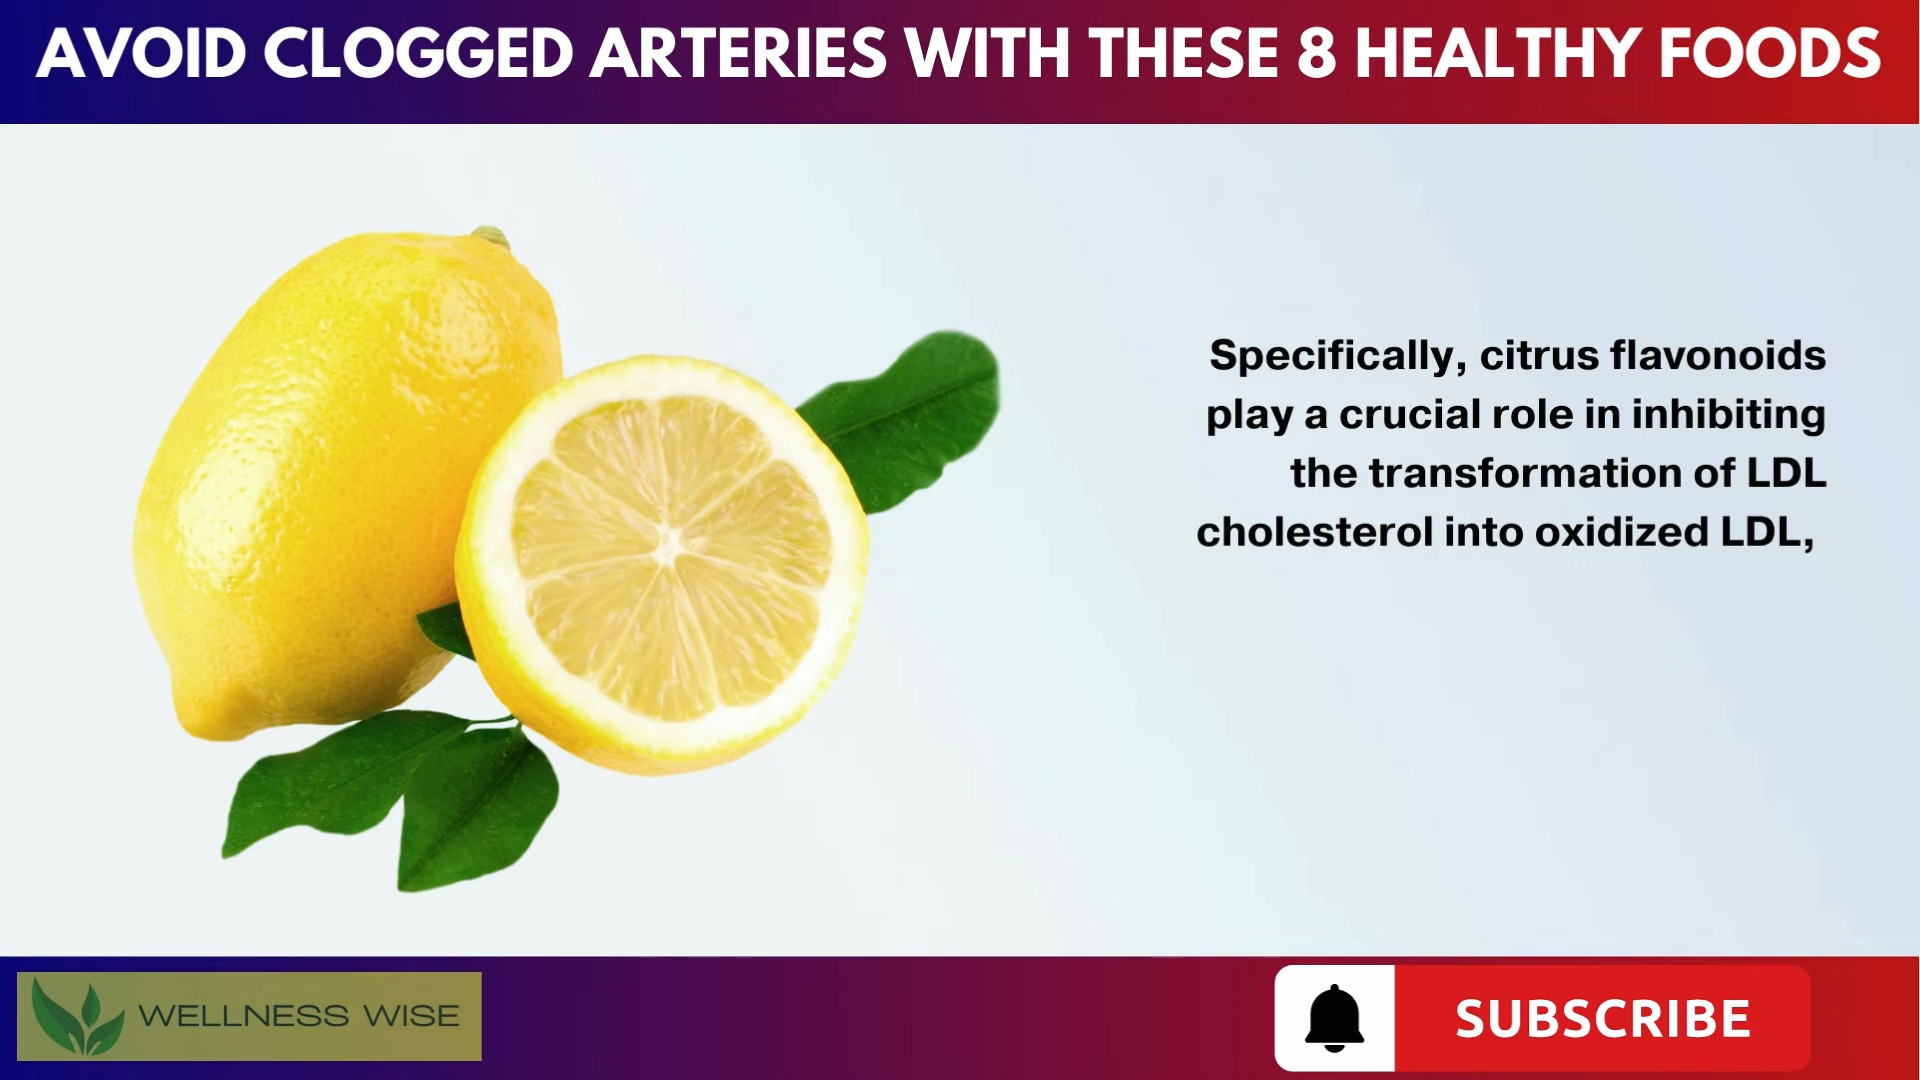 AVOID CLOGGED ARTERIES WITH THESE 8 HEALTHY FOODS
Specifically, citrus flavonoids
play a crucial role in inhibiting
the transformation of LDL
cholesterol into oxidized LDL,
WELLNESS WISE
SUBSCRIBE